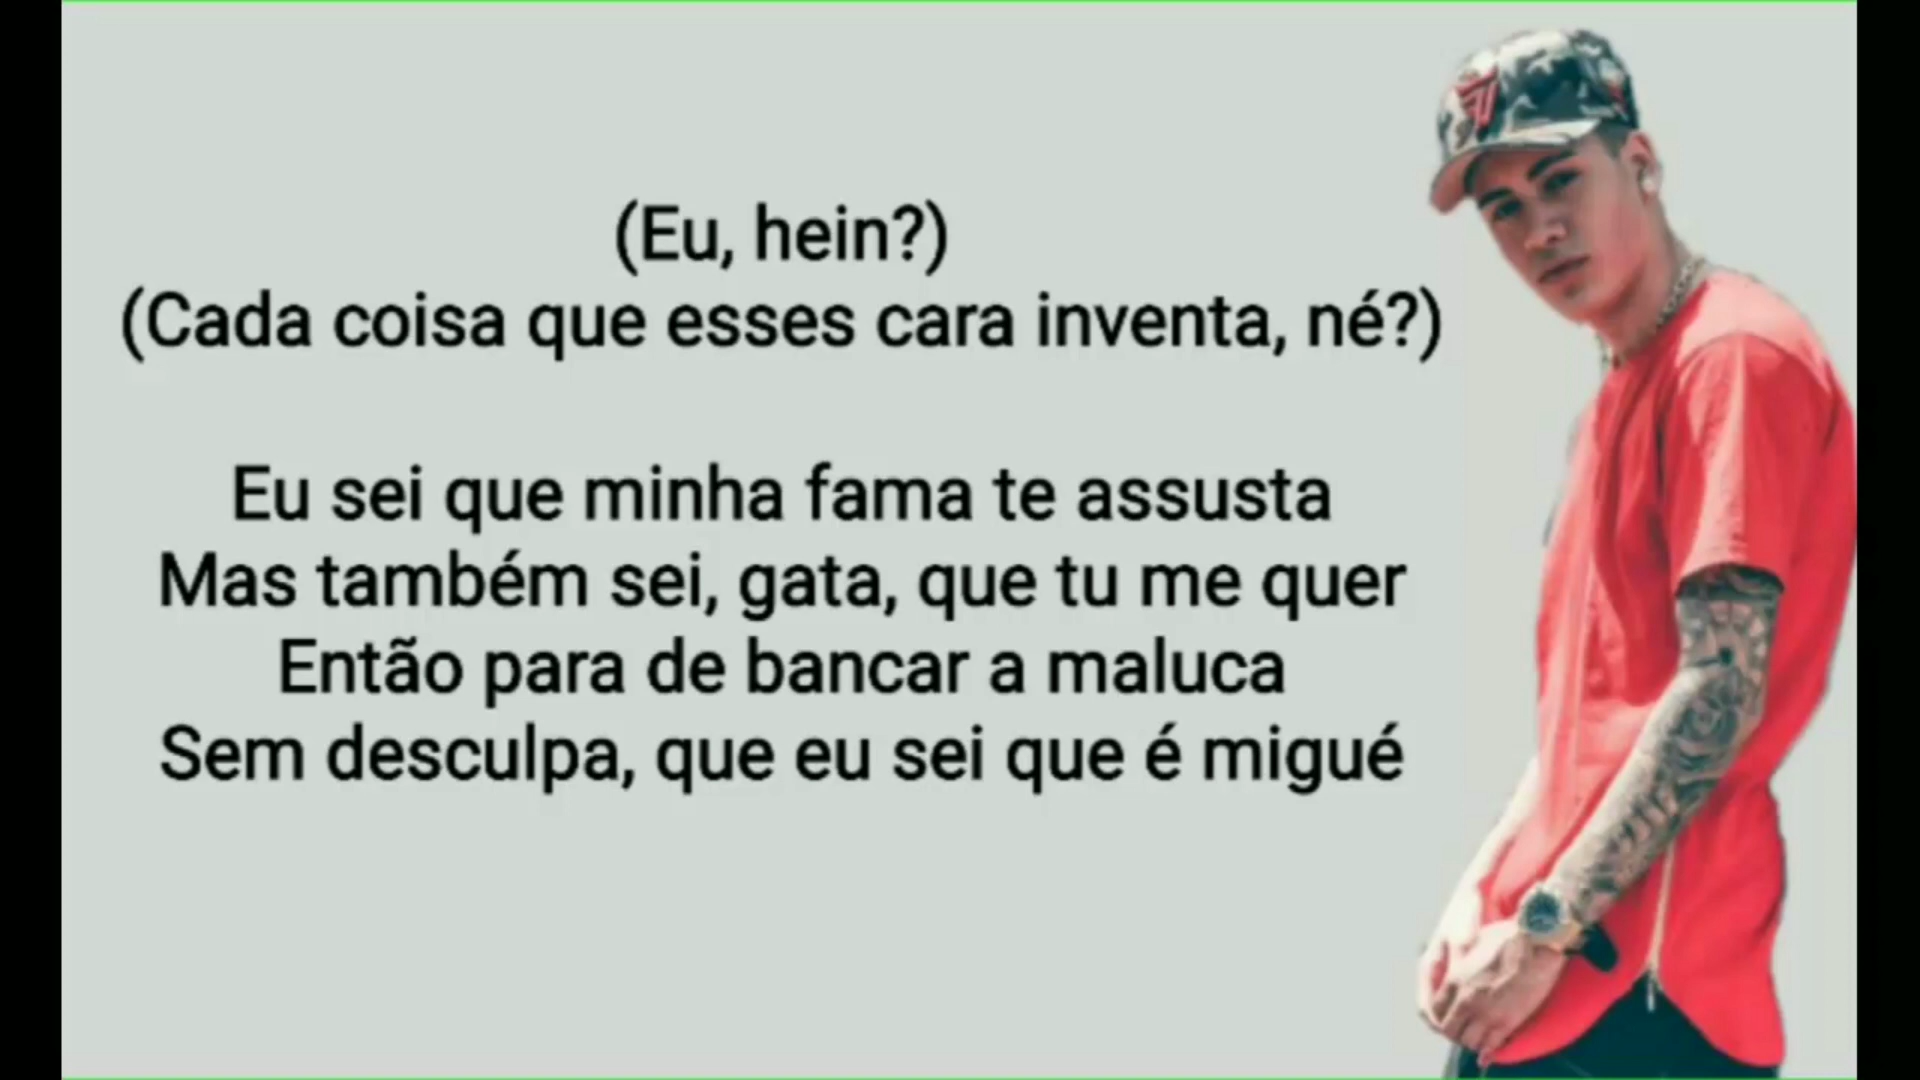 (Eu, hein?)
(Cada coisa que esses cara inventa, né?)
Eu sei que minha fama te assusta
Mas também sei, gata, que tu me quer
Então para de bancar a maluca
Sem desculpa, que eu sei que é migué